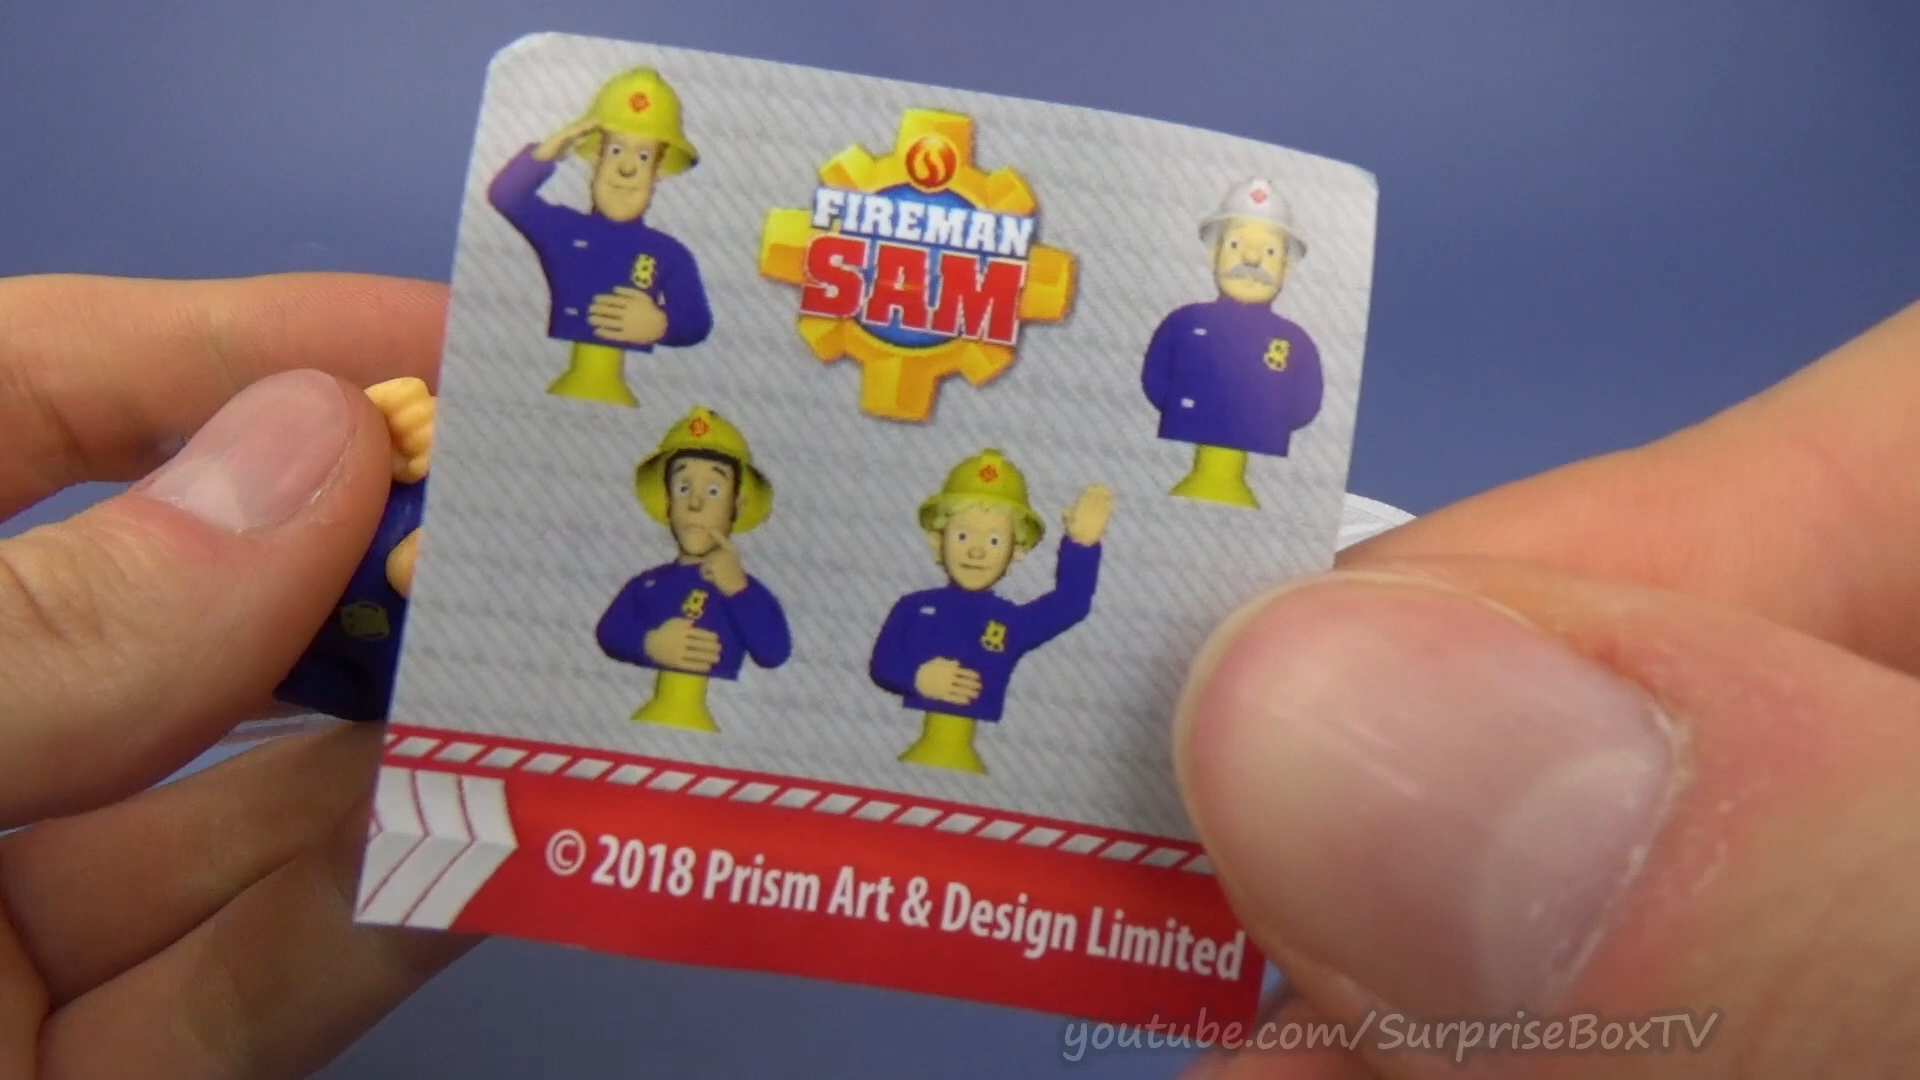 FIREMAN
SAM
© 2018 Prism Art & Design Limited
youtube.com/SurpriseBoxTV